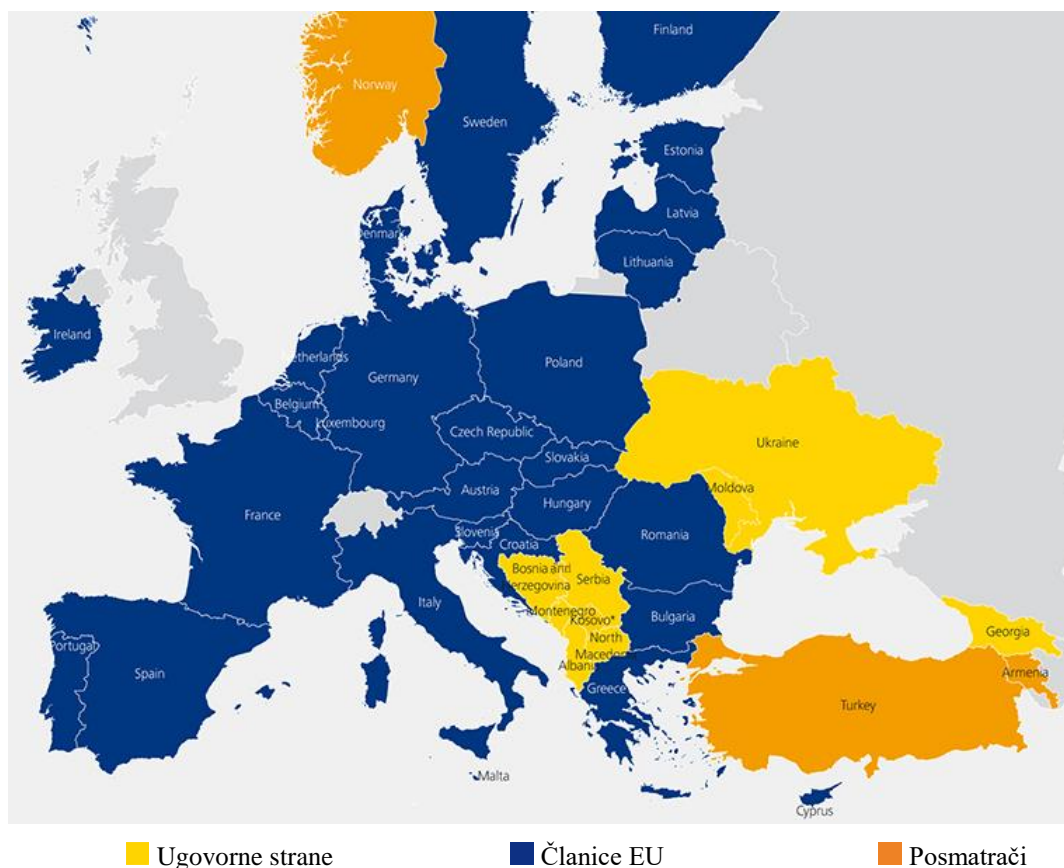 Finland
Norway
Sweden
Estonia
Latvia
Denmark
Lithuania
Ireland
Netherlands
Poland
Germany
Belgium
Luxembourg
Czech Republic
Ukraine
Slovakia
Moldova
Austria
Hungary
France
Slovenia
Romania
Croatia
Bosnia and
Herzegovina
Serbia
Italy
Montenegro
Kosovo*
Bulgaria
Georgia
North
Macedonia
Portugal
Spain
Albania
Armenia
Greece
Turkey
Malta
Cyprus
Ugovorne strane
Članice EU
Posmatrači